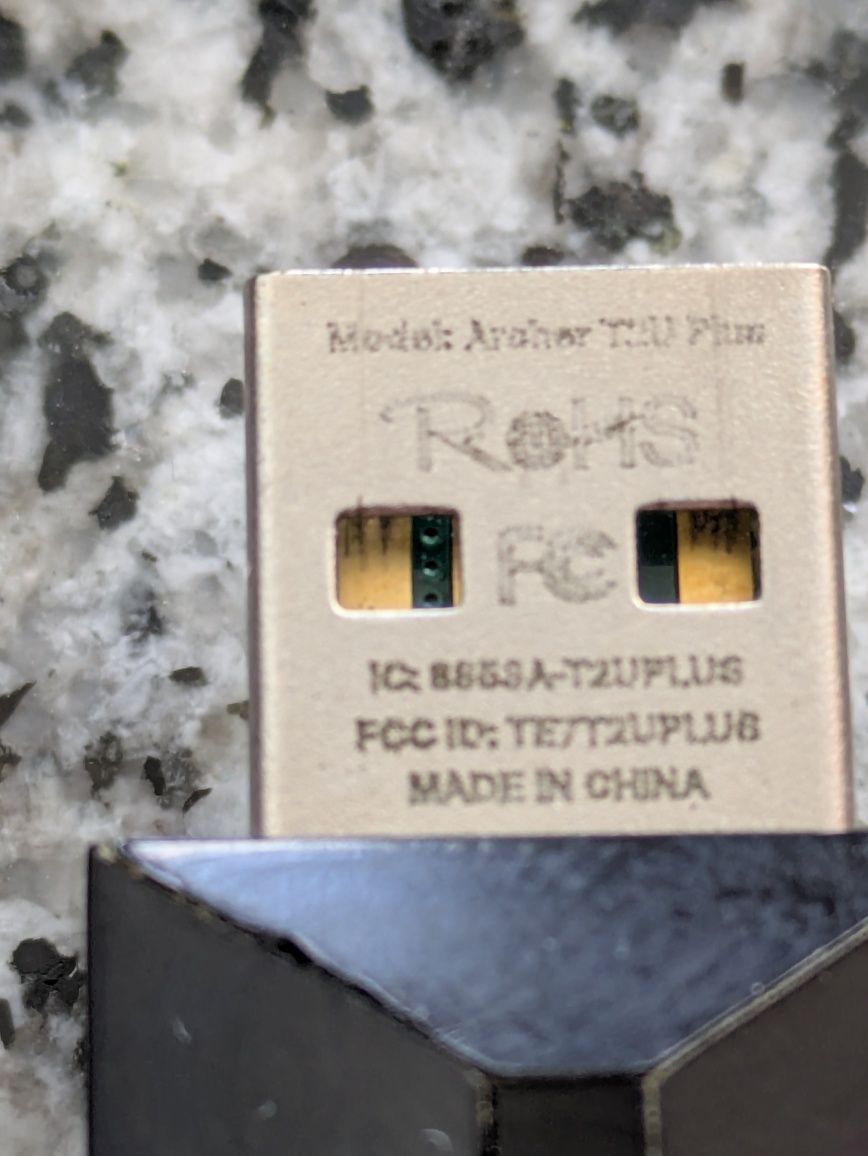 Model: Archer T2U Plus
RoHS
FC
IC: 8853A-T2UPLUS
FCC ID: TE7T2UPLUS
MADE IN CHINA